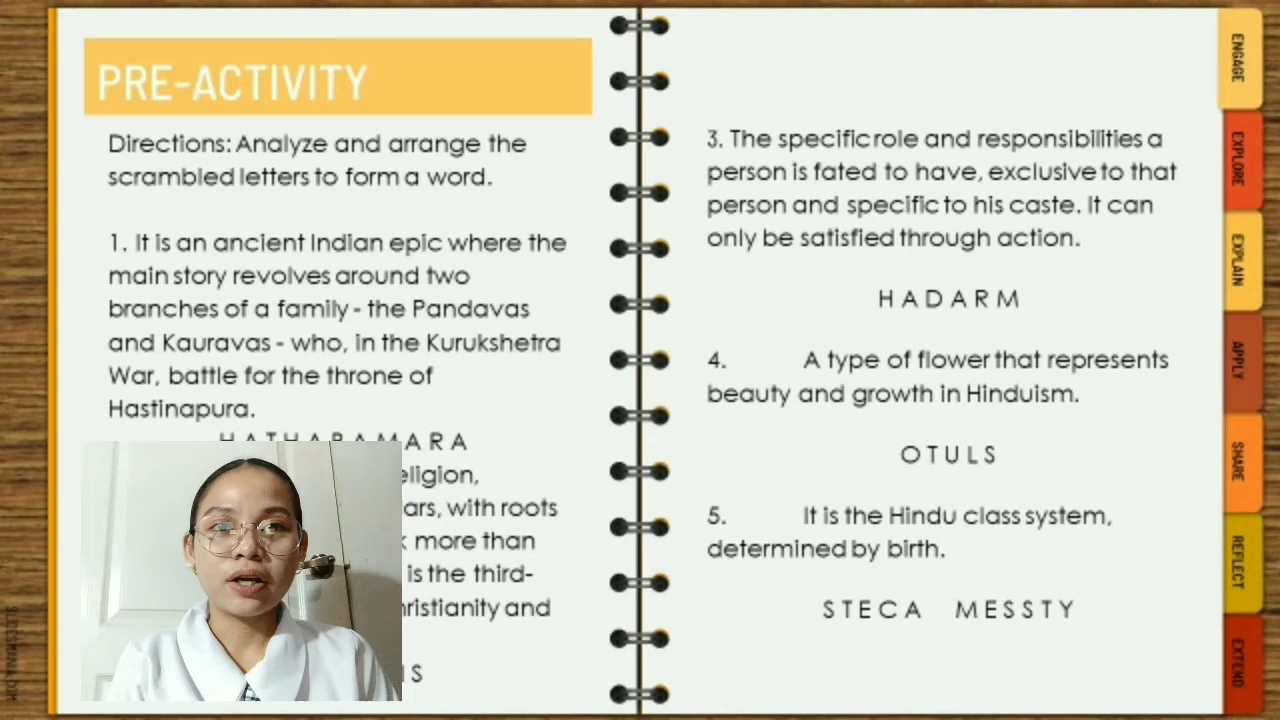 PRE-ACTIVITY
Directions: Analyze and arrange the
scrambled letters to form a word.
1. It is an ancient Indian epic where the
main story revolves around two
branches of a family - the Pandavas
and Kauravas - who, in the Kurukshetra
War, battle for the throne of
Hastinapura.
H A T H A B A M A R A
with roots
more than
is the third-
and
3. The specific role and responsibilities a
person is fated to have, exclusive to that
person and specific to his caste. It can
only be satisfied through action.
H A D A R M
4. A type of flower that represents
beauty and growth in Hinduism.
O T U L S
5. It is the Hindu class system,
determined by birth.
S T E C A M E S S T Y
ENGAGE
EXPLORE
EXPLAIN
APPLY
SHARE
REFLECT
EXTEND
SLIDESMANIA.COM